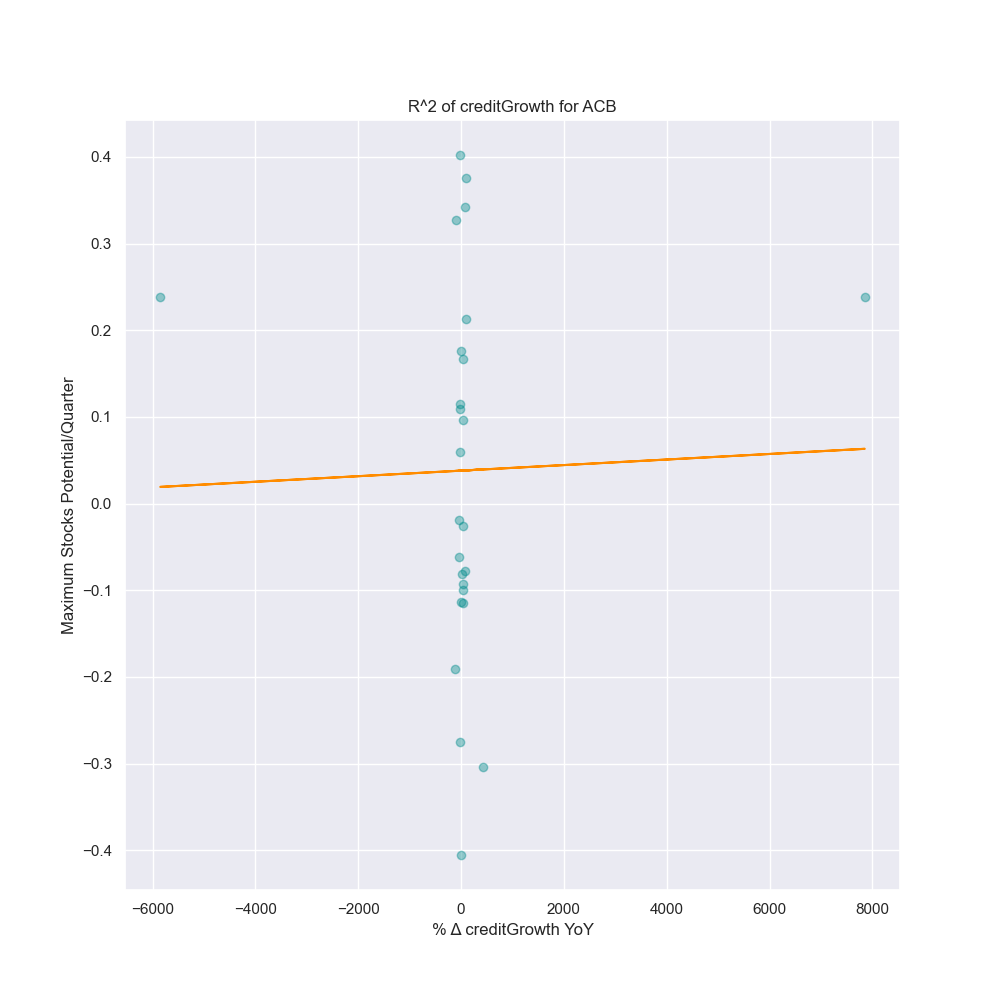 R^2 of creditGrowth for ACB
Maximum Stocks Potential/Quarter
0.4
0.3
0.2
0.1
0.0
−0.1
−0.2
−0.3
−0.4
−6000 −4000 −2000 0 2000 4000 6000 8000
% Δ creditGrowth YoY